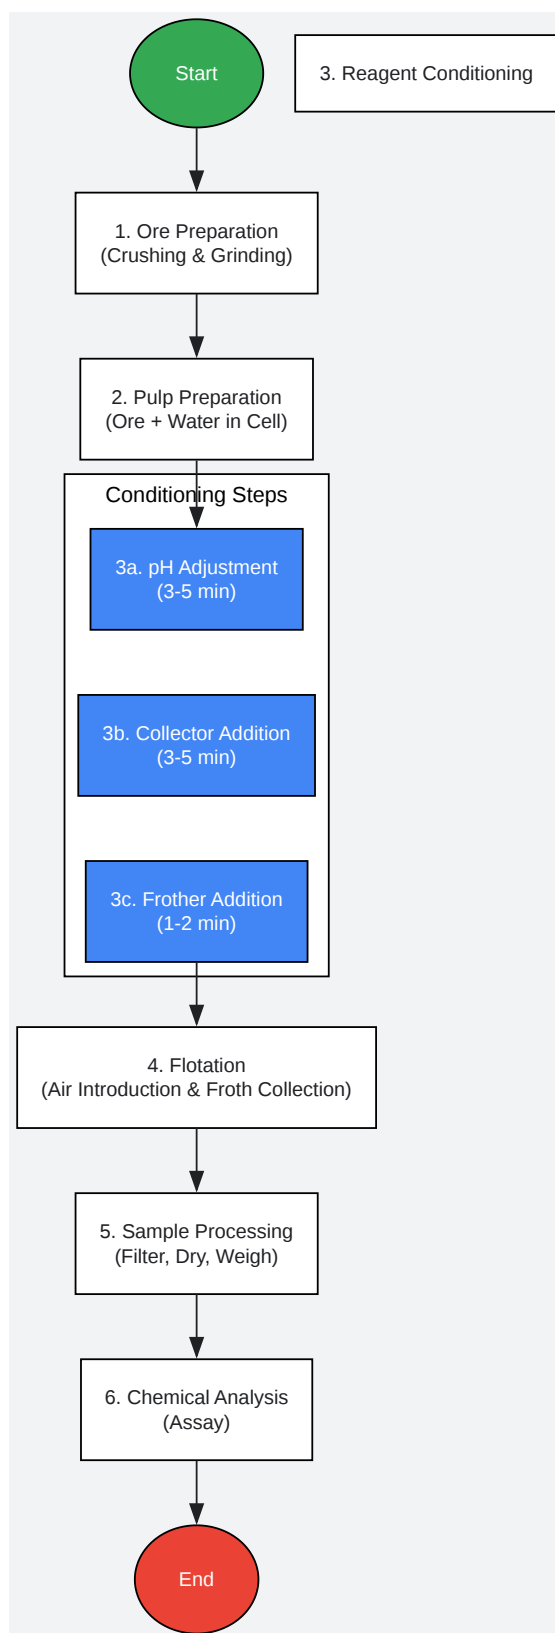 Start
3. Reagent Conditioning
1. Ore Preparation
(Crushing & Grinding)
2. Pulp Preparation
(Ore + Water in Cell)
Conditioning Steps
3a. pH Adjustment
(3-5 min)
3b. Collector Addition
(3-5 min)
3c. Frother Addition
(1-2 min)
4. Flotation
(Air Introduction & Froth Collection)
5. Sample Processing
(Filter, Dry, Weigh)
6. Chemical Analysis
(Assay)
End